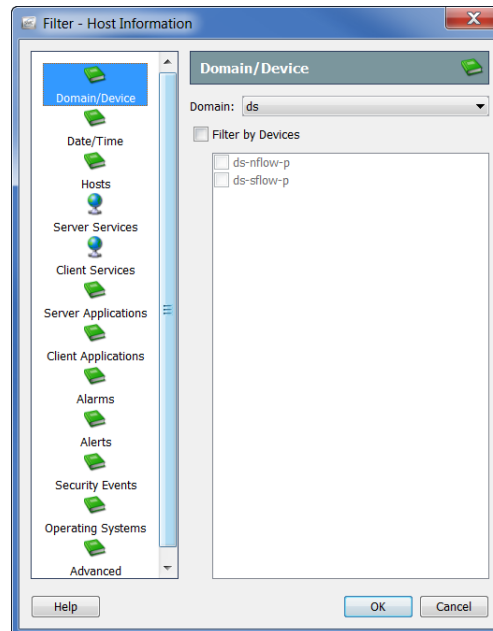 Filter - Host Information
Domain/Device
Date/Time
Hosts
Server Services
Client Services
Server Applications
Client Applications
Alarms
Alerts
Security Events
Operating Systems
Advanced
Domain/Device
Domain: ds
Filter by Devices
ds-nflow-p
ds-sflow-p
Help
OK
Cancel